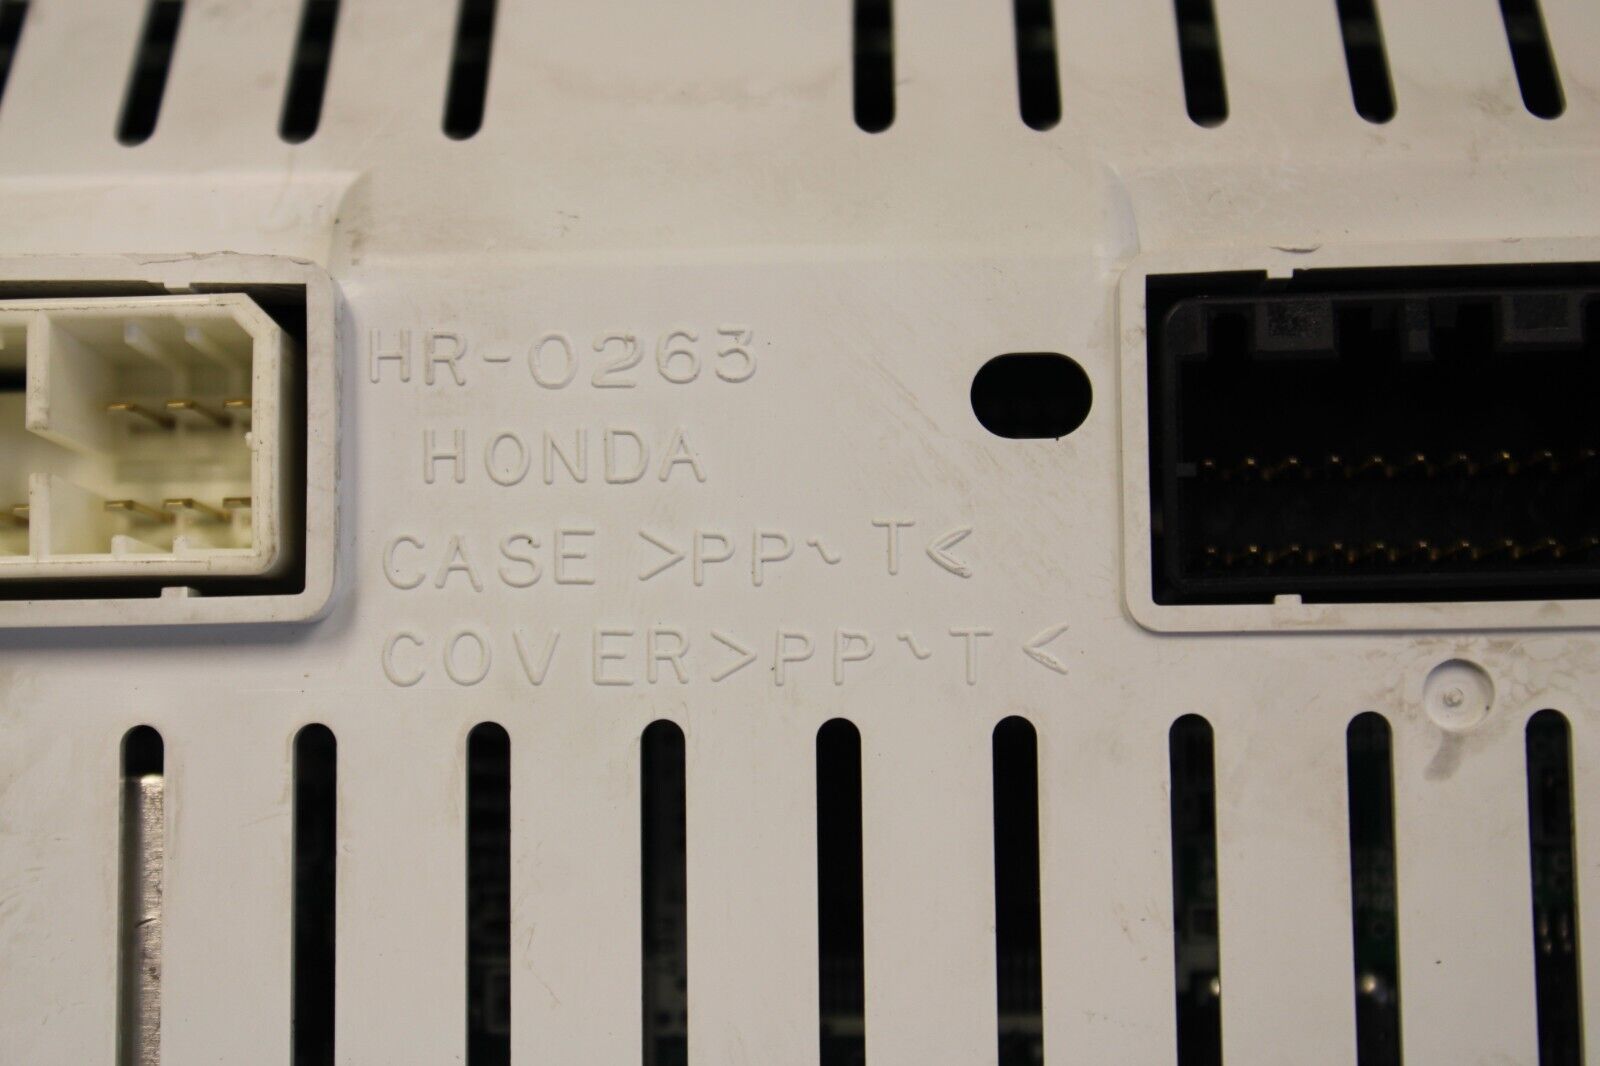 HR-0263
HONDA
CASE >PP-T<
COVER>PP-T<